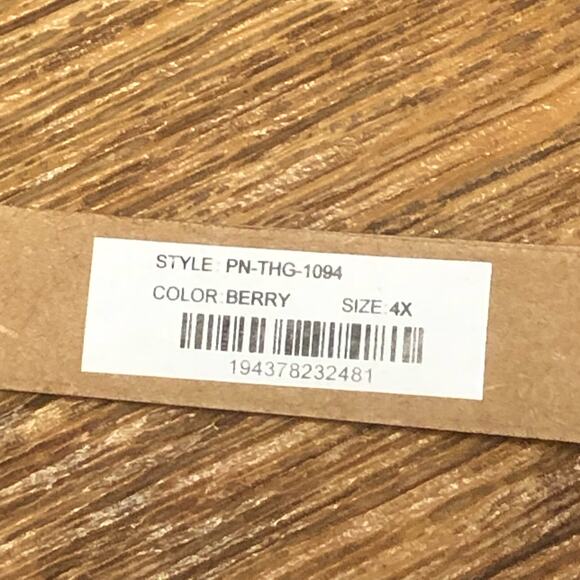 STYLE: PN-THG-1094
COLOR:BERRY SIZE:4X
194378232481